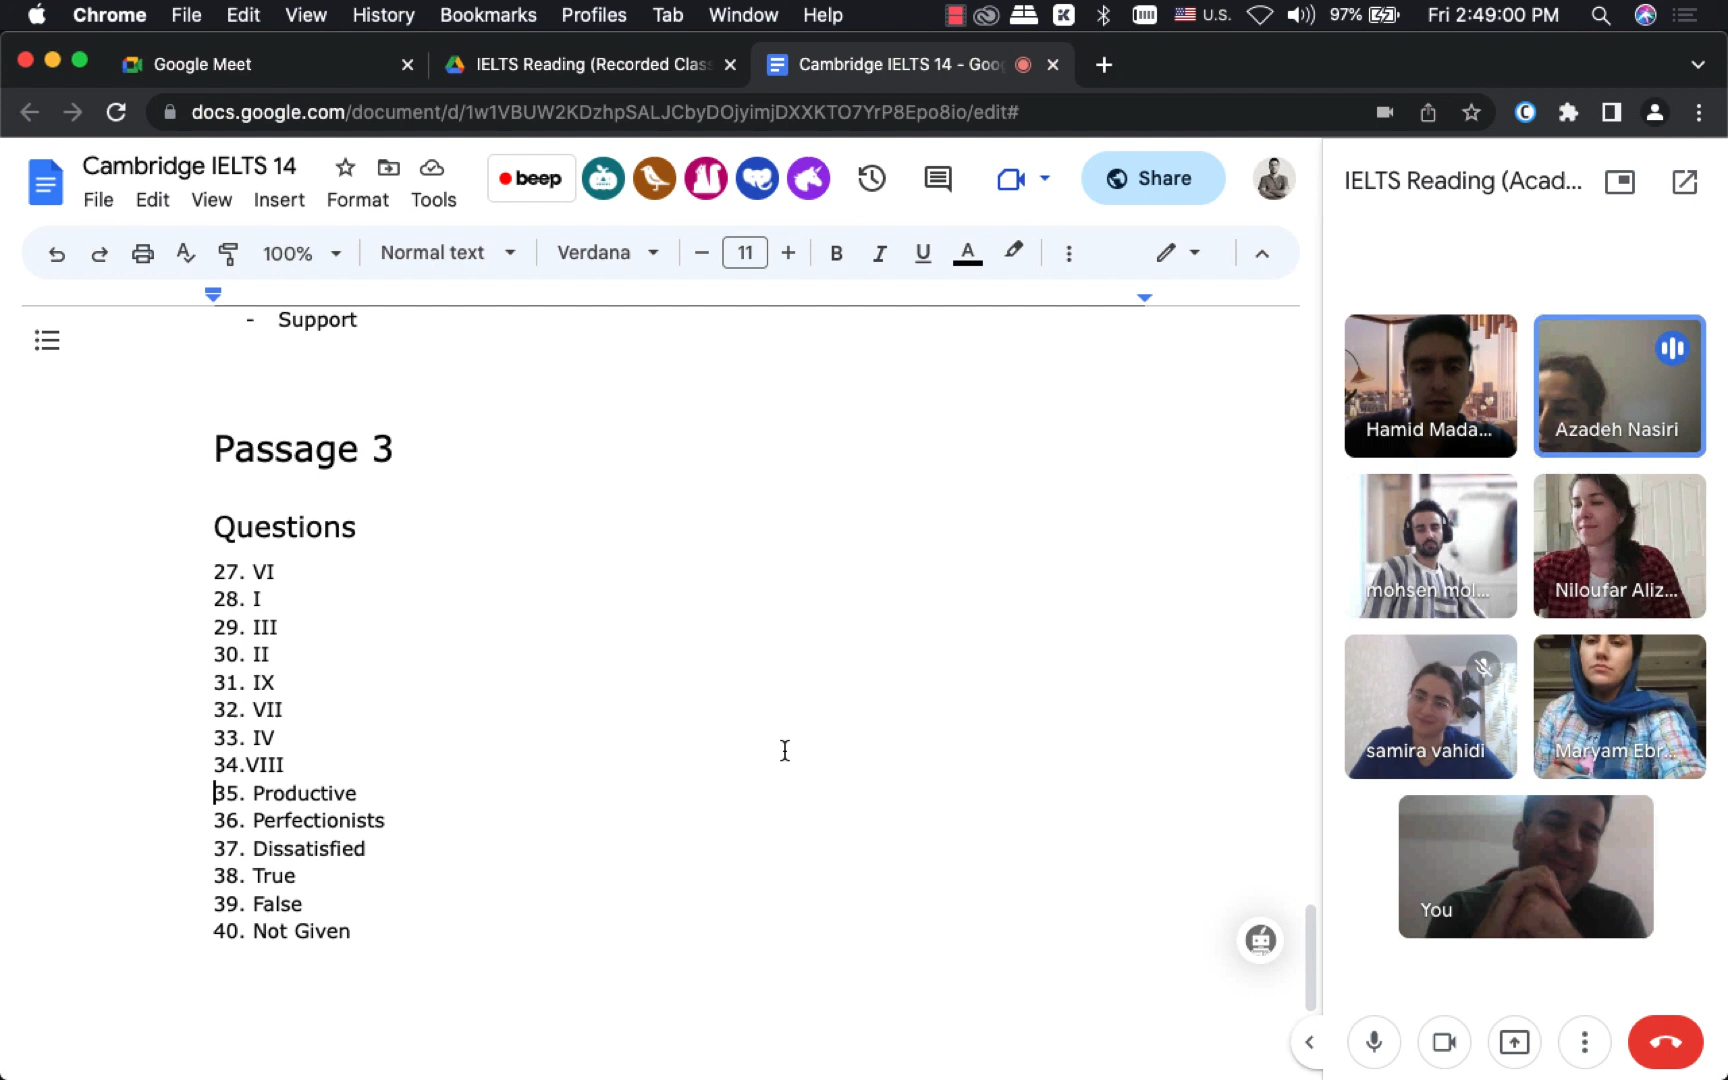 Chrome File Edit View History Bookmarks Profiles Tab Window Help U.S. 97% Fri 2:49:00 PM
Google Meet
IELTS Reading (Recorded Clas
Cambridge IELTS 14 - Goo
docs.google.com/document/d/1w1VBUW2KDzhpSALJCbyDOjyimjDXXKTO7YrP8Epo8io/edit#
Cambridge IELTS 14
File Edit View Insert Format Tools
beep
Share
IELTS Reading (Acad...
100% Normal text Verdana 11 B I U A
- Support
Passage 3
Questions
27. VI
28. I
29. III
30. II
31. IX
32. VII
33. IV
34.VIII
35. Productive
36. Perfectionists
37. Dissatisfied
38. True
39. False
40. Not Given
Hamid Mada...
Azadeh Nasiri
mohsen mol...
Niloufar Aliz...
samira vahidi
Maryam Ebr...
You